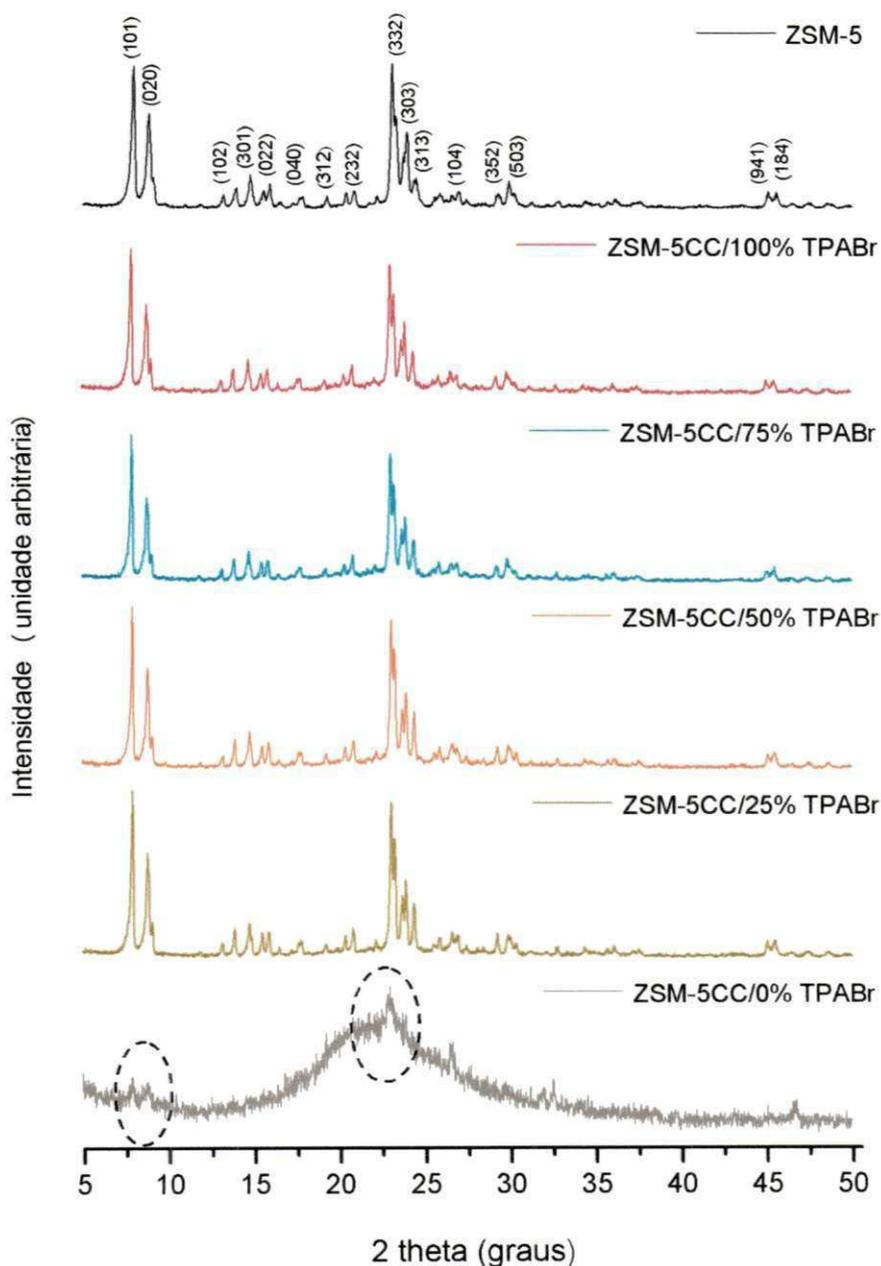 ZSM-5
(101)
(020)
(102)
(301)
(022)
(040)
(312)
(232)
(332)
(303)
(313)
(104)
(352)
(503)
(941)
(184)
ZSM-5CC/100% TPABr
ZSM-5CC/75% TPABr
ZSM-5CC/50% TPABr
ZSM-5CC/25% TPABr
ZSM-5CC/0% TPABr
Intensidade ( unidade arbitrária)
5 10 15 20 25 30 35 40 45 50
2 theta (graus)